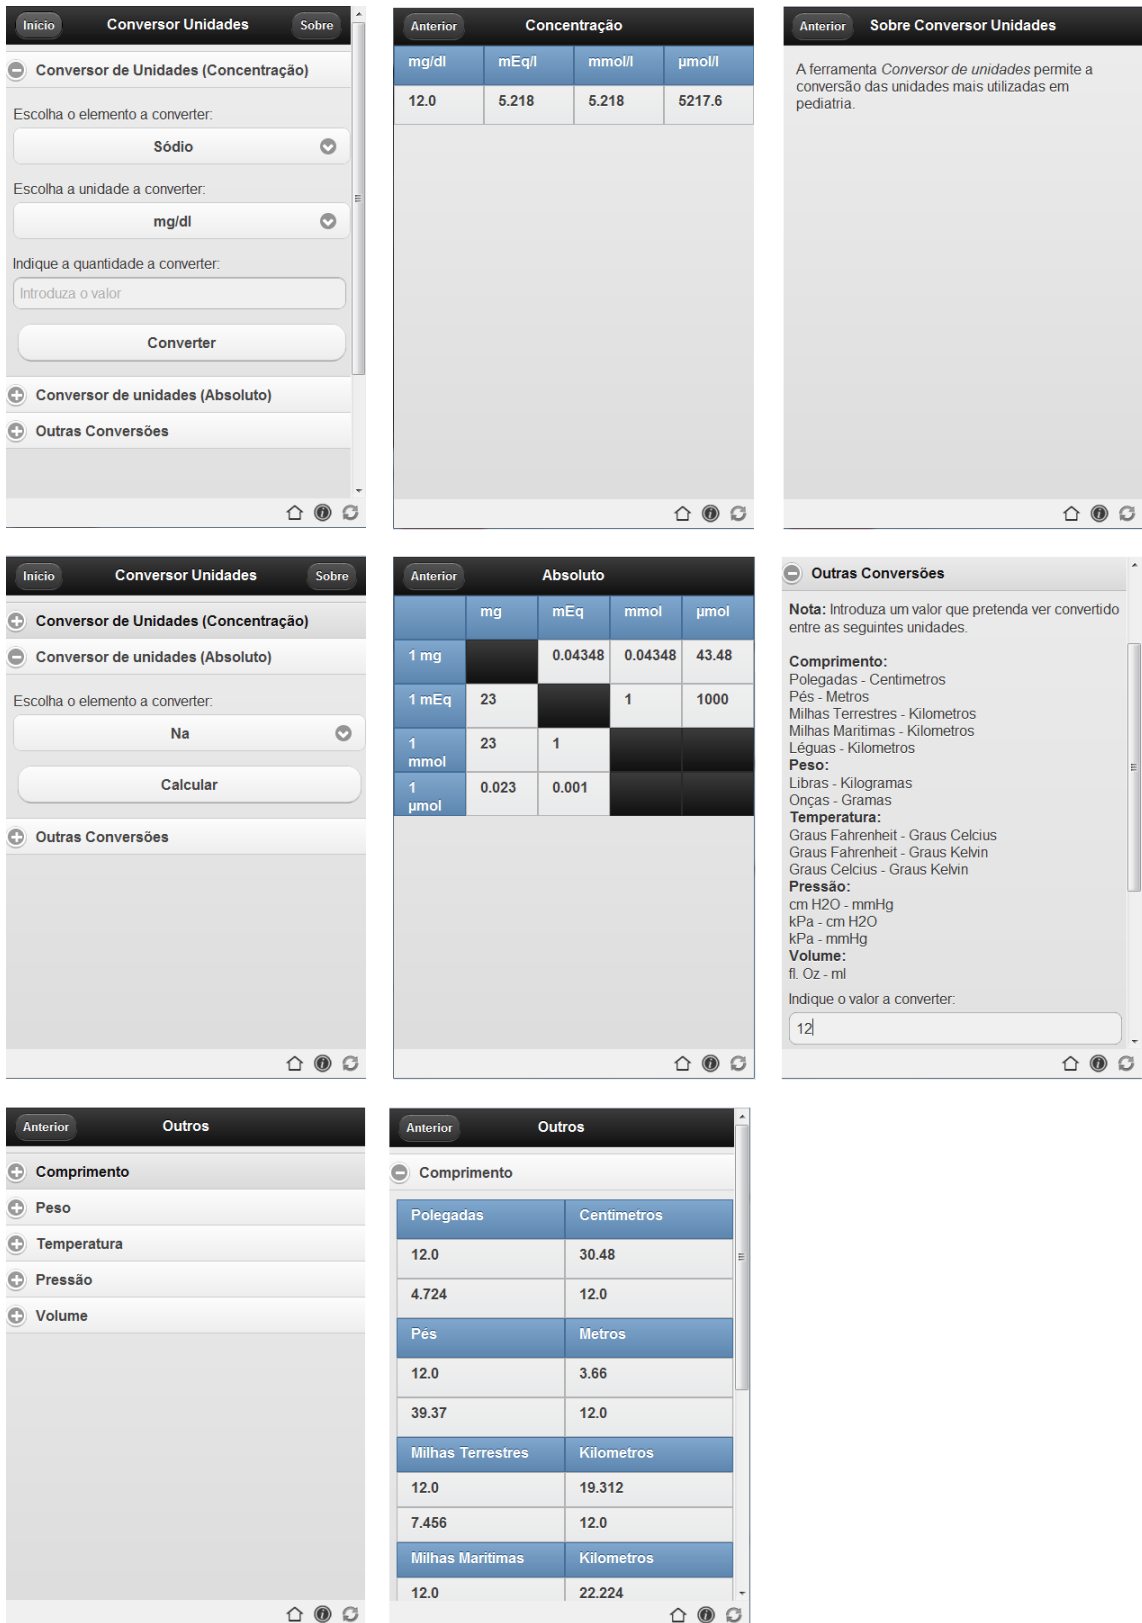 Início Conversor Unidades Sobre
Conversor de Unidades (Concentração)
Escolha o elemento a converter:
Sódio
Escolha a unidade a converter:
mg/dl
Indique a quantidade a converter:
Introduza o valor
Converter
Conversor de unidades (Absoluto)
Outras Conversões
Anterior Concentração
mg/dl mEq/l mmol/l µmol/l
12.0 5.218 5.218 5217.6
Anterior Sobre Conversor Unidades
A ferramenta Conversor de unidades permite a
conversão das unidades mais utilizadas em
pediatria.
Início Conversor Unidades Sobre
Conversor de Unidades (Concentração)
Conversor de unidades (Absoluto)
Escolha o elemento a converter:
Na
Calcular
Outras Conversões
Anterior Absoluto
mg mEq mmol µmol
1 mg 0.04348 0.04348 43.48
1 mEq 23 1 1000
1
mmol 23 1
1
µmol 0.023 0.001
Outras Conversões
Nota: Introduza um valor que pretenda ver convertido
entre as seguintes unidades.
Comprimento:
Polegadas - Centimetros
Pés - Metros
Milhas Terrestres - Kilometros
Milhas Maritimas - Kilometros
Léguas - Kilometros
Peso:
Libras - Kilogramas
Onças - Gramas
Temperatura:
Graus Fahrenheit - Graus Celcius
Graus Fahrenheit - Graus Kelvin
Graus Celcius - Graus Kelvin
Pressão:
cm H2O - mmHg
kPa - cm H2O
kPa - mmHg
Volume:
fl. Oz - ml
Indique o valor a converter:
12
Anterior Outros
Comprimento
Peso
Temperatura
Pressão
Volume
Anterior Outros
Comprimento
Polegadas Centimetros
12.0 30.48
4.724 12.0
Pés Metros
12.0 3.66
39.37 12.0
Milhas Terrestres Kilometros
12.0 19.312
7.456 12.0
Milhas Maritimas Kilometros
12.0 22.224